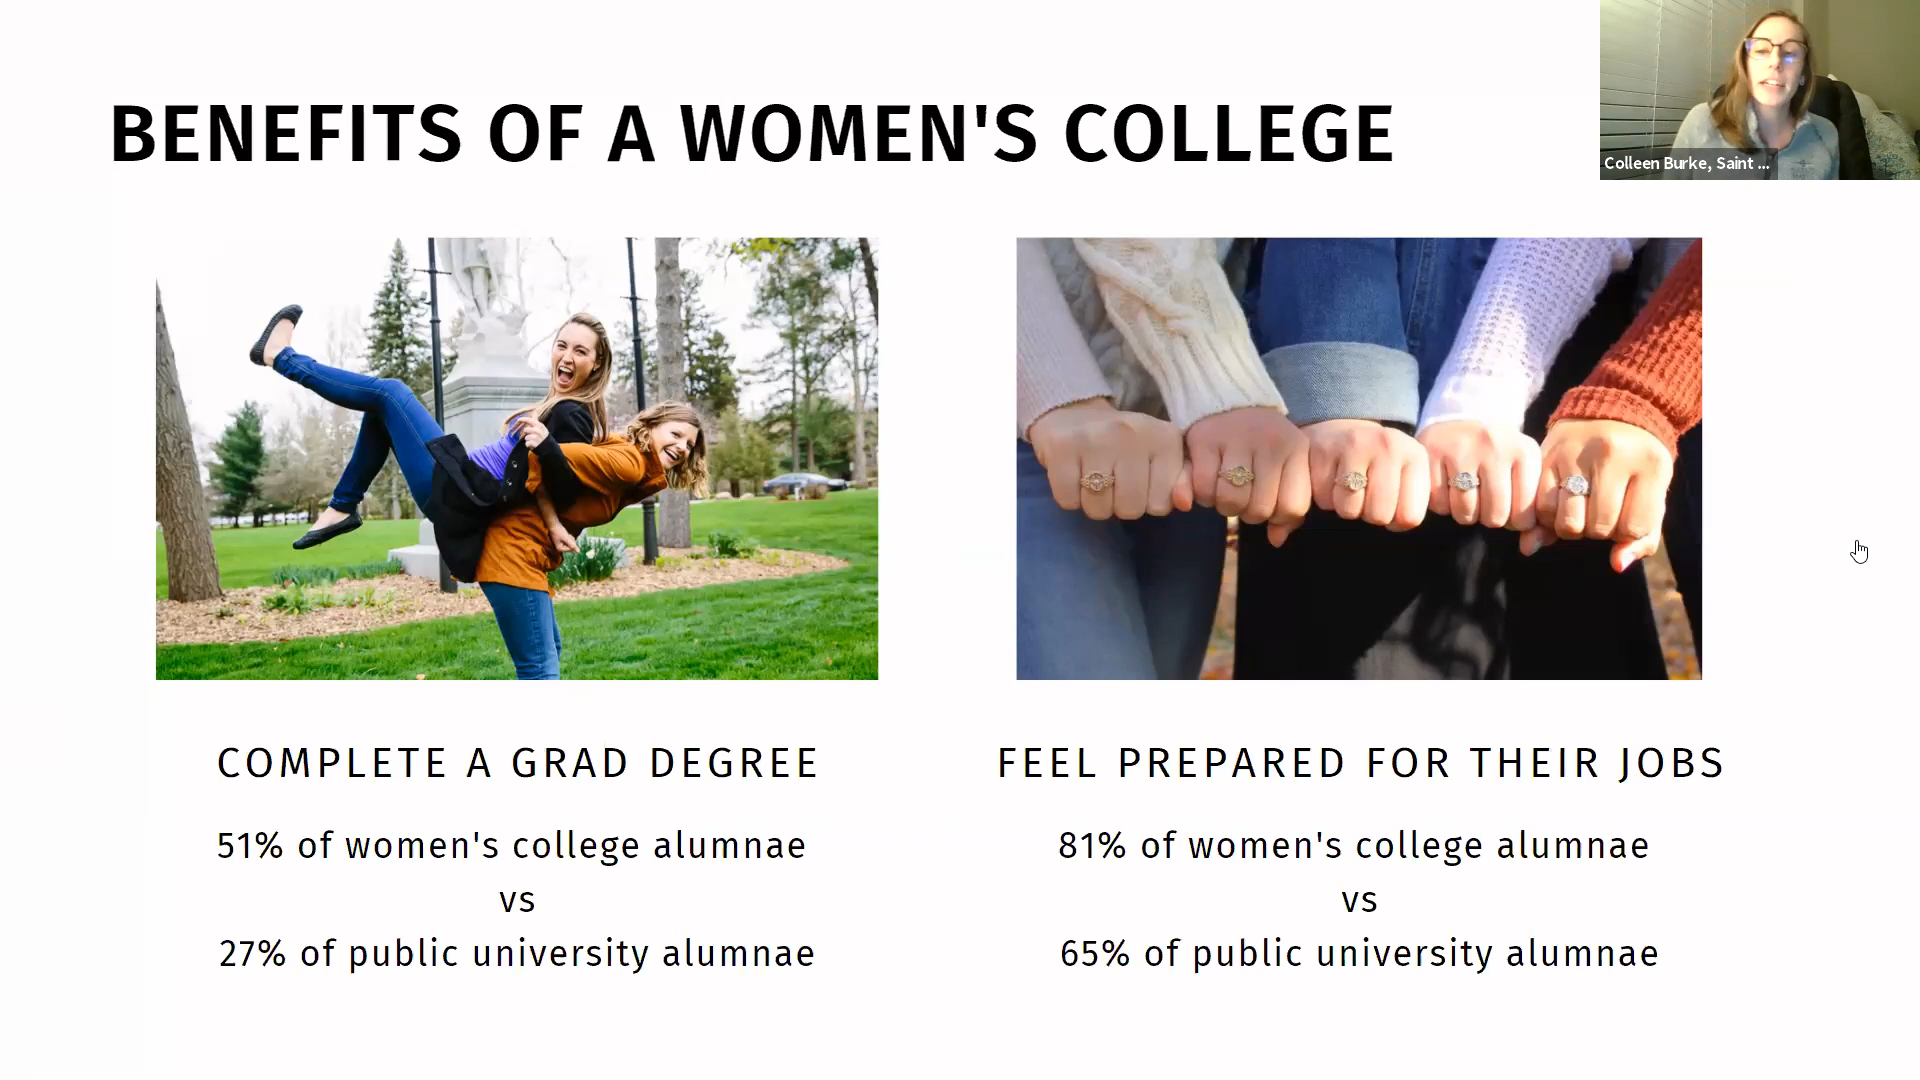 BENEFITS OF A WOMEN'S COLLEGE
Colleen Burke, Saint ...
COMPLETE A GRAD DEGREE
51% of women's college alumnae
vs
27% of public university alumnae
FEEL PREPARED FOR THEIR JOBS
81% of women's college alumnae
vs
65% of public university alumnae